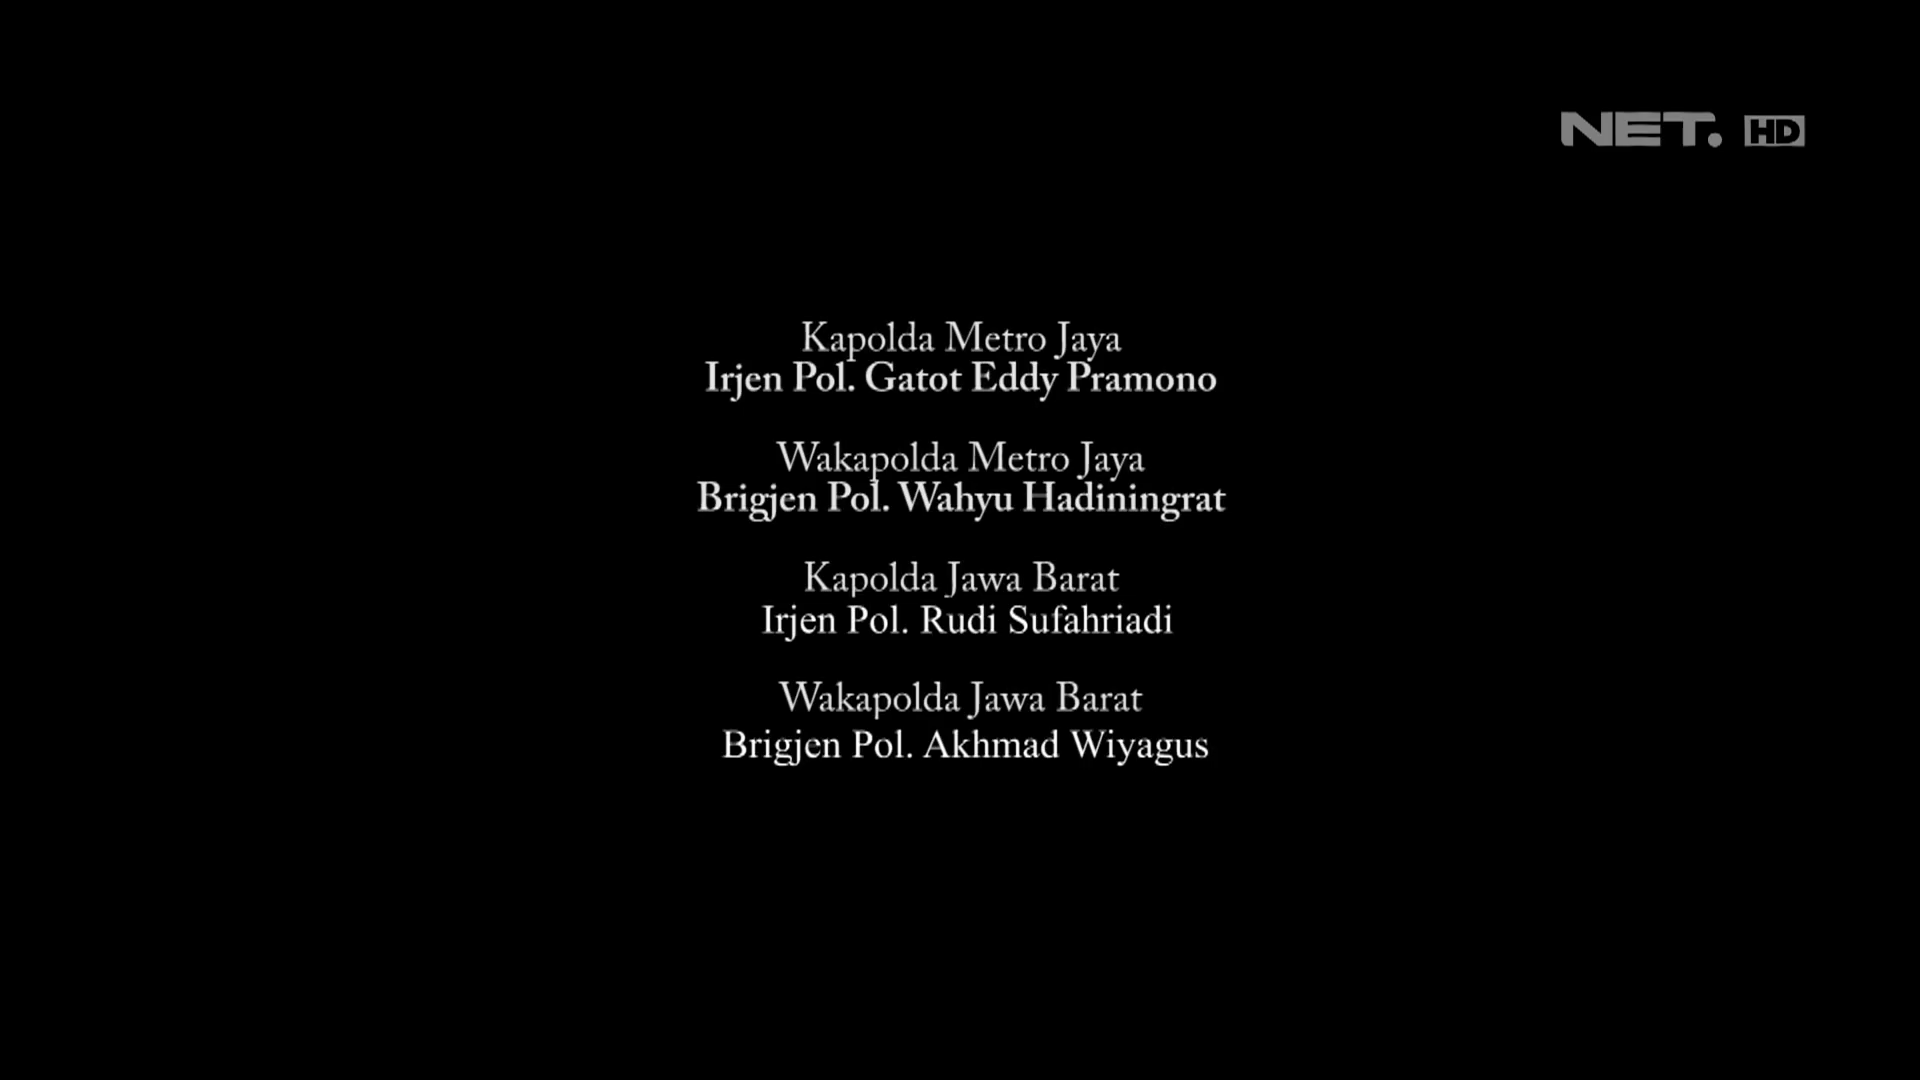 NET. HD
Kapolda Metro Jaya
Irjen Pol. Gatot Eddy Pramono
Wakapolda Metro Jaya
Brigjen Pol. Wahyu Hadiningrat
Kapolda Jawa Barat
Irjen Pol. Rudi Sufahriadi
Wakapolda Jawa Barat
Brigjen Pol. Akhmad Wiyagus